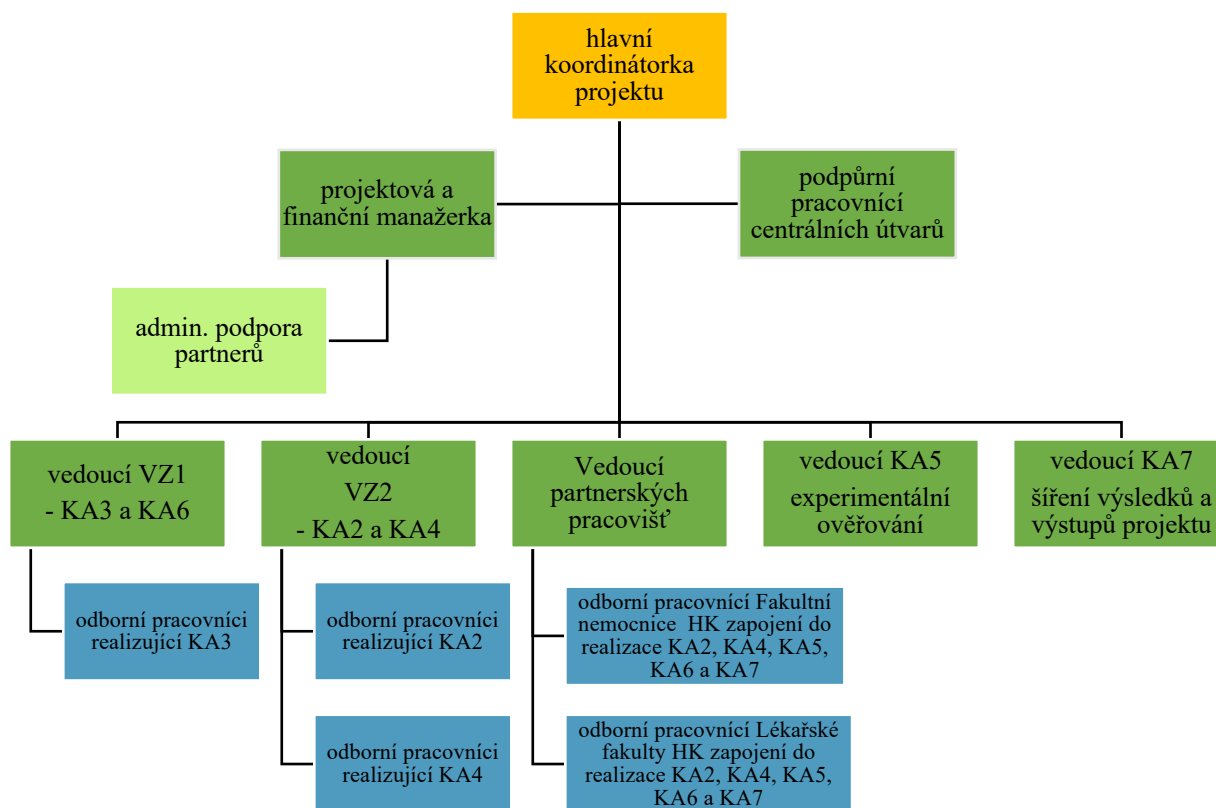 hlavní
koordinátorka
projektu
projektová a
finanční manažerka
podpůrní
pracovnící
centrálních útvarů
admin. podpora
partnerů
vedoucí VZ1
- KA3 a KA6
vedoucí
VZ2
- KA2 a KA4
Vedoucí
partnerských
pracovišť
vedoucí KA5
experimentální
ověřování
vedoucí KA7
šíření výsledků a
výstupů projektu
odborní pracovníci
realizující KA3
odborní pracovníci
realizující KA2
odborní pracovnící Fakultní
nemocnice HK zapojení do
realizace KA2, KA4, KA5,
KA6 a KA7
odborní pracovníci
realizující KA4
odborní pracovnící Lékařské
fakulty HK zapojení do
realizace KA2, KA4, KA5,
KA6 a KA7